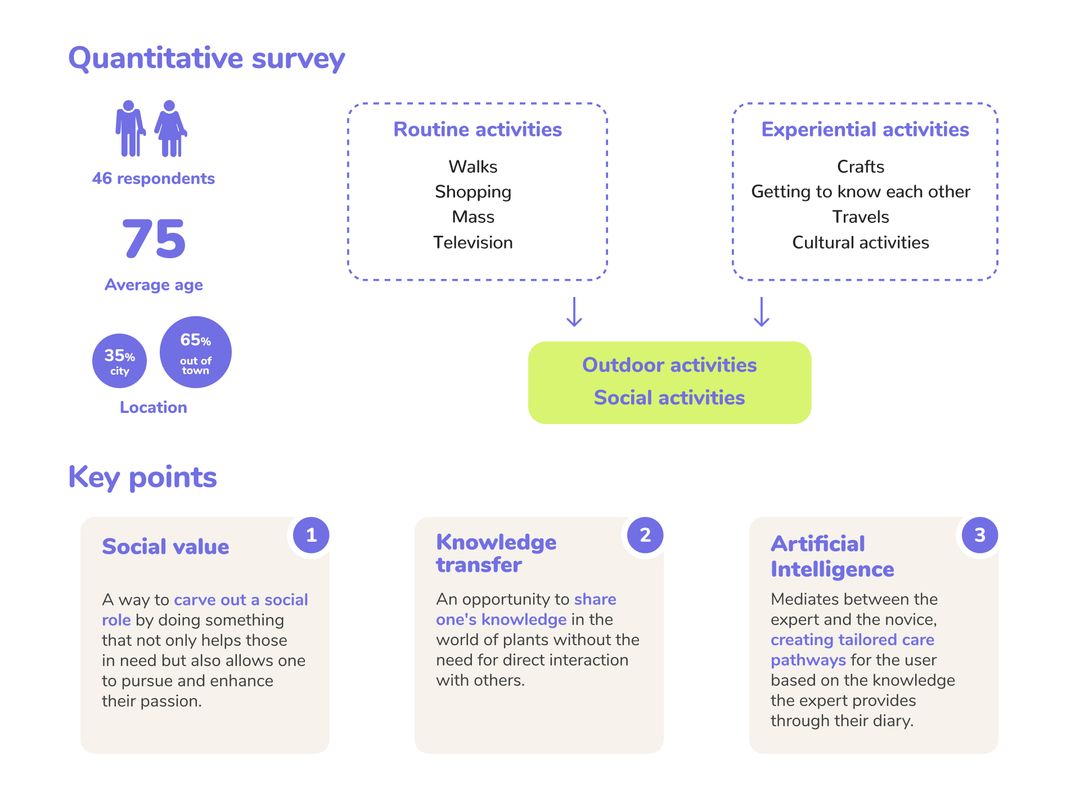 Quantitative survey
46 respondents
75
Average age
35%
city
65%
out of
town
Location
Routine activities
Walks
Shopping
Mass
Television
Experiential activities
Crafts
Getting to know each other
Travels
Cultural activities
Outdoor activities
Social activities
Key points
1
Social value
A way to carve out a social
role by doing something
that not only helps those
in need but also allows one
to pursue and enhance
their passion.
2
Knowledge
transfer
An opportunity to share
one's knowledge in the
world of plants without the
need for direct interaction
with others.
3
Artificial
Intelligence
Mediates between the
expert and the novice,
creating tailored care
pathways for the user
based on the knowledge
the expert provides
through their diary.